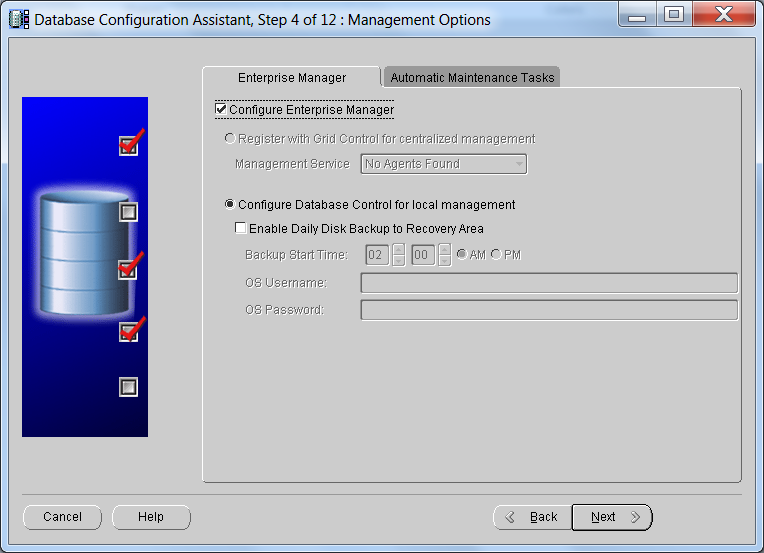 Database Configuration Assistant, Step 4 of 12 : Management Options
Enterprise Manager
Automatic Maintenance Tasks
Configure Enterprise Manager
Register with Grid Control for centralized management
Management Service
No Agents Found
Configure Database Control for local management
Enable Daily Disk Backup to Recovery Area
Backup Start Time: 02 00 AM PM
OS Username:
OS Password:
Cancel
Help
Back
Next